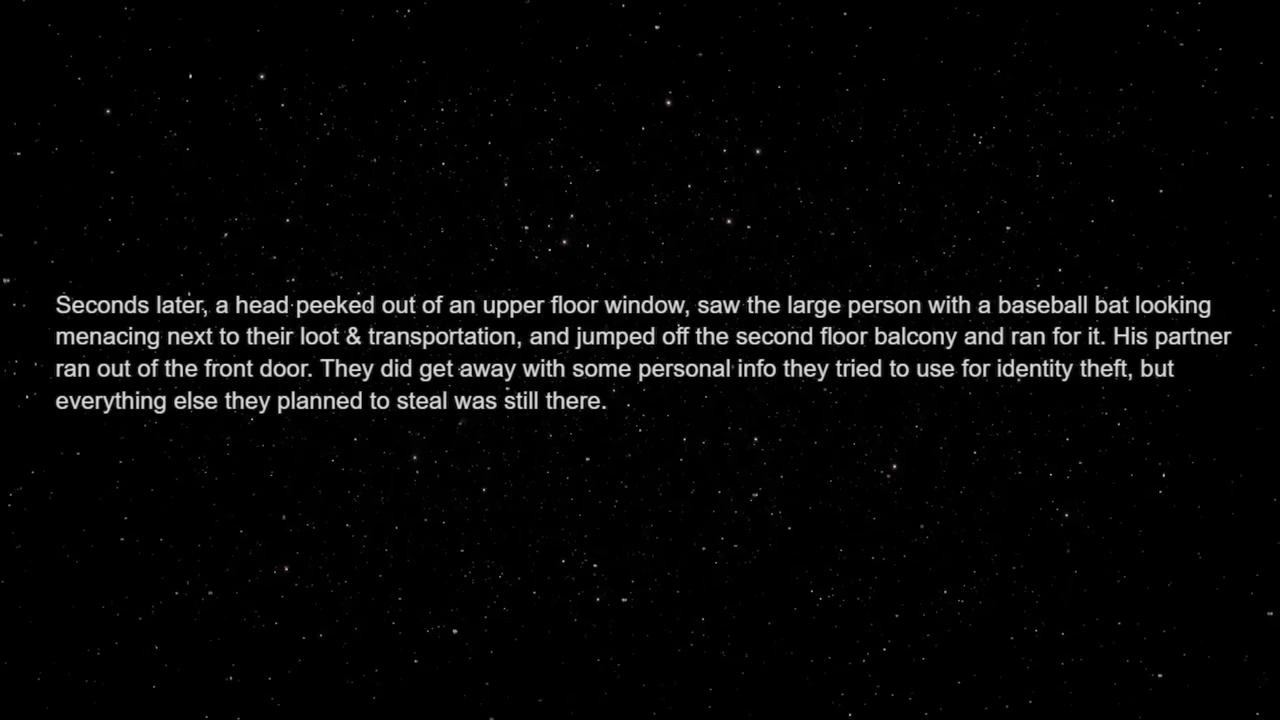 Seconds later, a head peeked out of an upper floor window, saw the large person with a baseball bat looking
menacing next to their loot & transportation, and jumped off the second floor balcony and ran for it. His partner
ran out of the front door. They did get away with some personal info they tried to use for identity theft, but
everything else they planned to steal was still there.